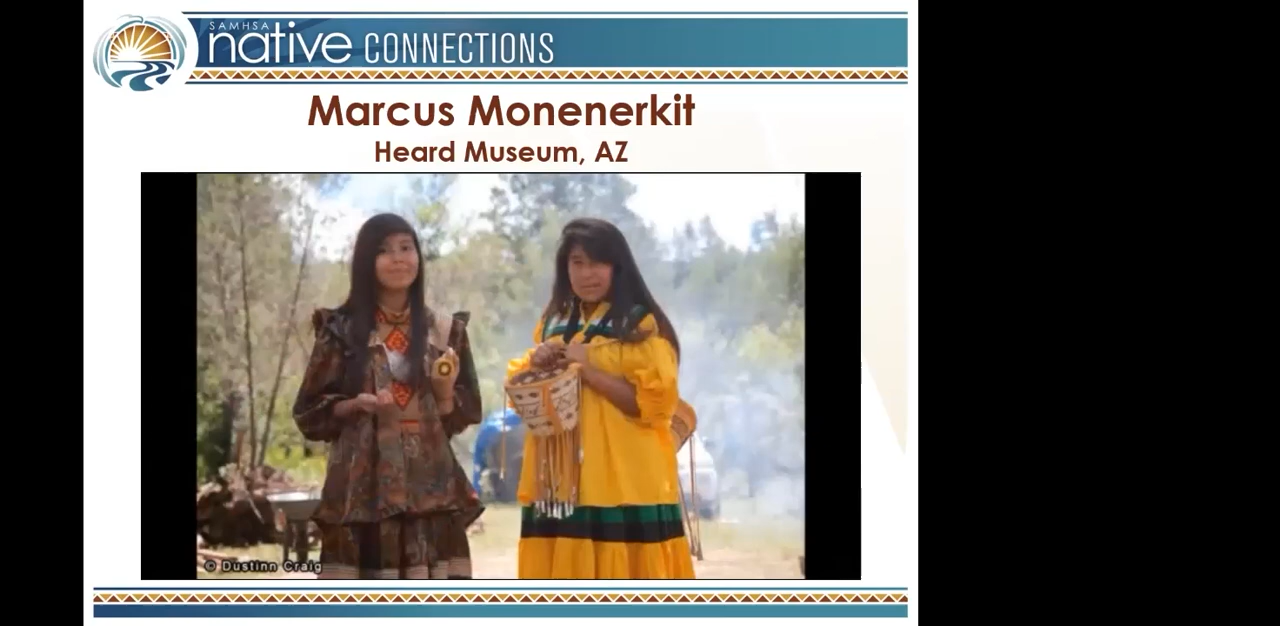 SAMHSA
native CONNECTIONS
Marcus Monenerkit
Heard Museum, AZ
© Dustinn Craig